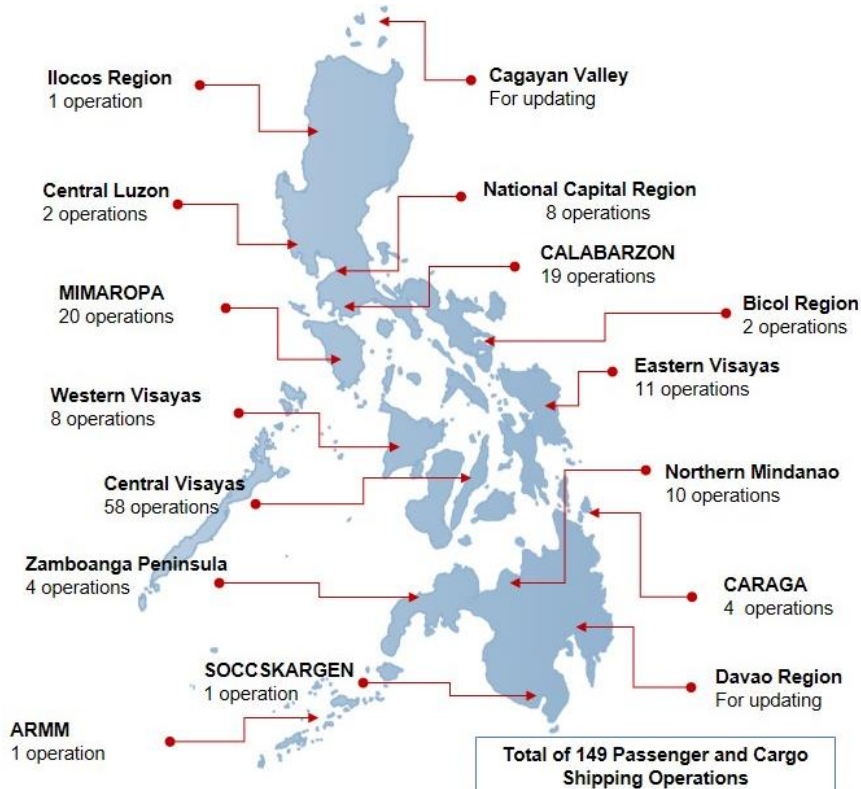 Ilocos Region
1 operation
Cagayan Valley
For updating
Central Luzon
2 operations
National Capital Region
8 operations
CALABARZON
19 operations
MIMAROPA
20 operations
Bicol Region
2 operations
Eastern Visayas
11 operations
Western Visayas
8 operations
Northern Mindanao
10 operations
Central Visayas
58 operations
Zamboanga Peninsula
4 operations
CARAGA
4 operations
SOCCSKARGEN
1 operation
Davao Region
For updating
ARMM
1 operation
Total of 149 Passenger and Cargo
Shipping Operations